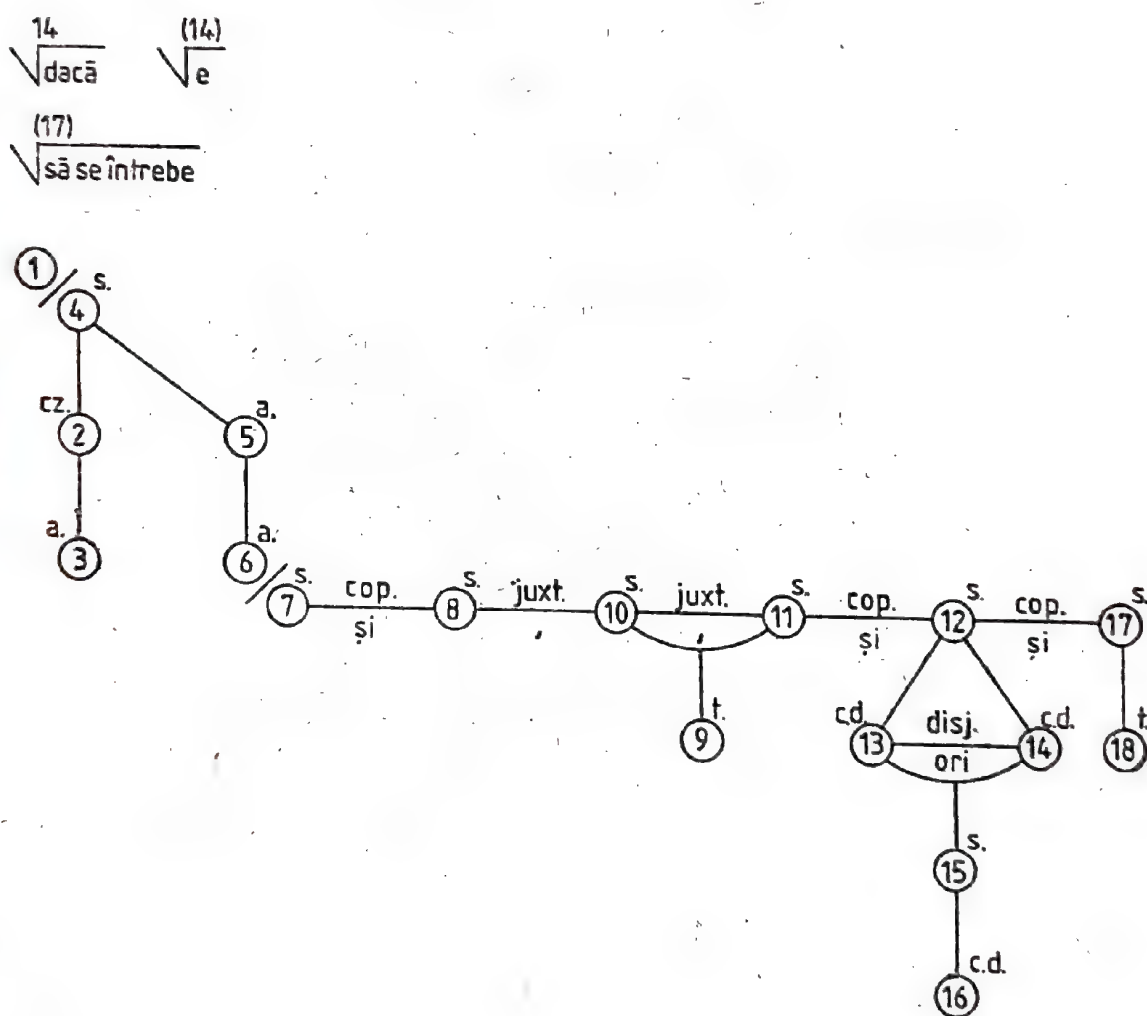 14 (14)
√dacă √e
(17)
√să se întrebe
1 / 4 s.
cz. 2 5 a.
a. 3 6 a.
/ 7 s. cop. și 8 s. juxt. , 10 s. juxt. , 11 s. cop. și 12 s. cop. și 17 s.
9 t. c.d. 13 disj. ori 14 c.d. 18 t.
15 s.
16 c.d.